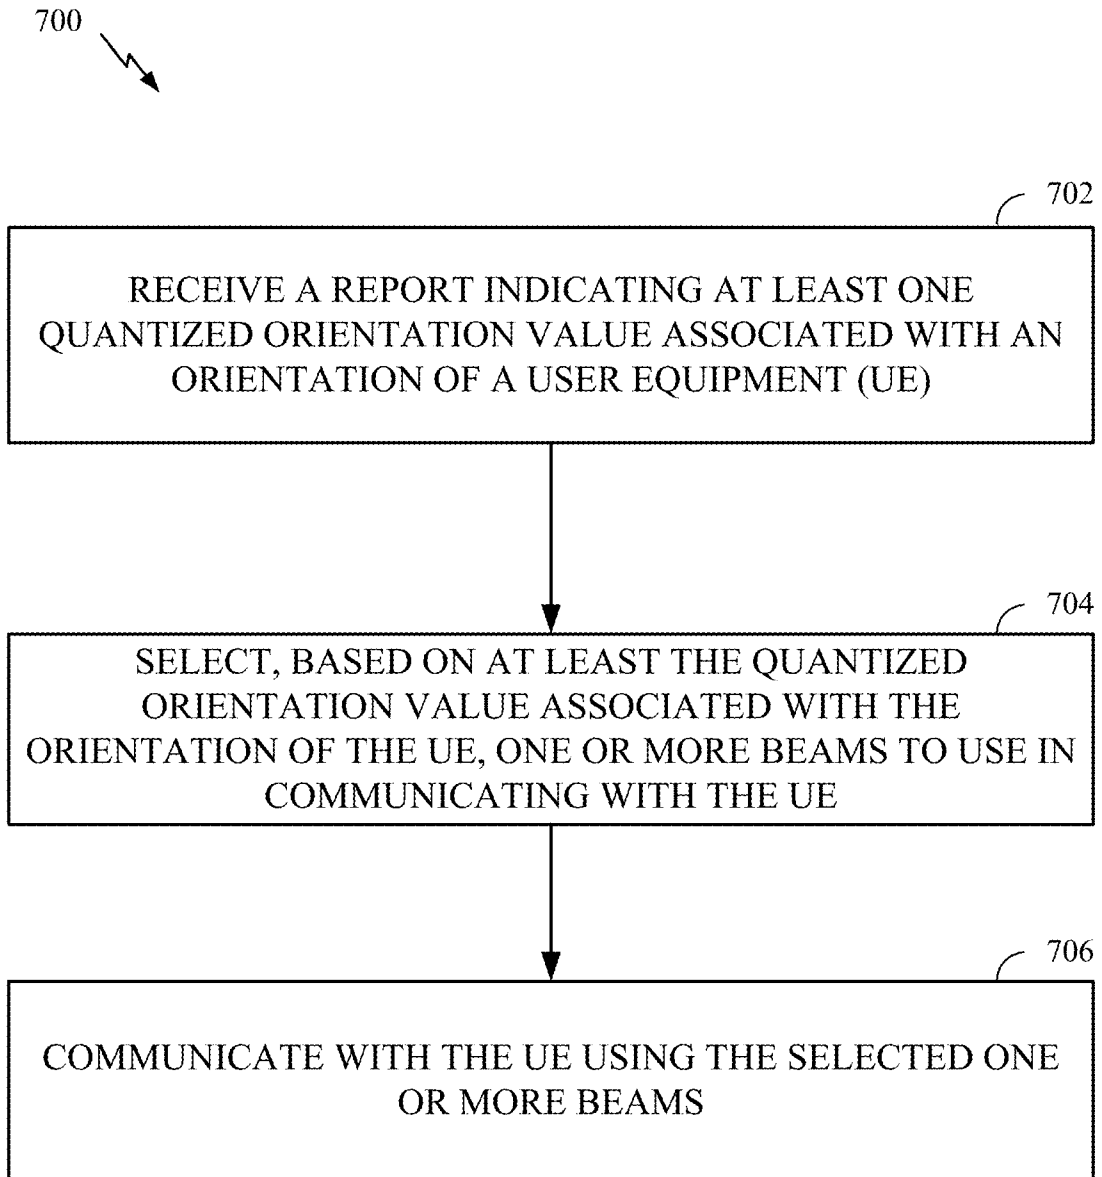 700
702
RECEIVE A REPORT INDICATING AT LEAST ONE
QUANTIZED ORIENTATION VALUE ASSOCIATED WITH AN
ORIENTATION OF A USER EQUIPMENT (UE)
704
SELECT, BASED ON AT LEAST THE QUANTIZED
ORIENTATION VALUE ASSOCIATED WITH THE
ORIENTATION OF THE UE, ONE OR MORE BEAMS TO USE IN
COMMUNICATING WITH THE UE
706
COMMUNICATE WITH THE UE USING THE SELECTED ONE
OR MORE BEAMS